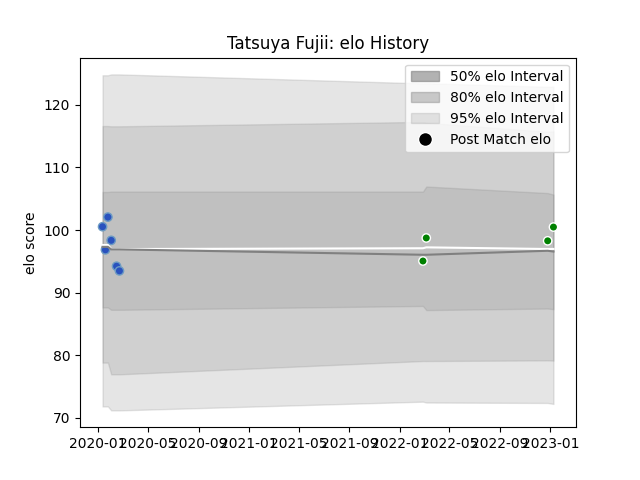 Tatsuya Fujii: elo History
50% elo Interval
80% elo Interval
95% elo Interval
Post Match elo
elo score
120
110
100
90
80
70
2020-01 2020-05 2020-09 2021-01 2021-05 2021-09 2022-01 2022-05 2022-09 2023-01